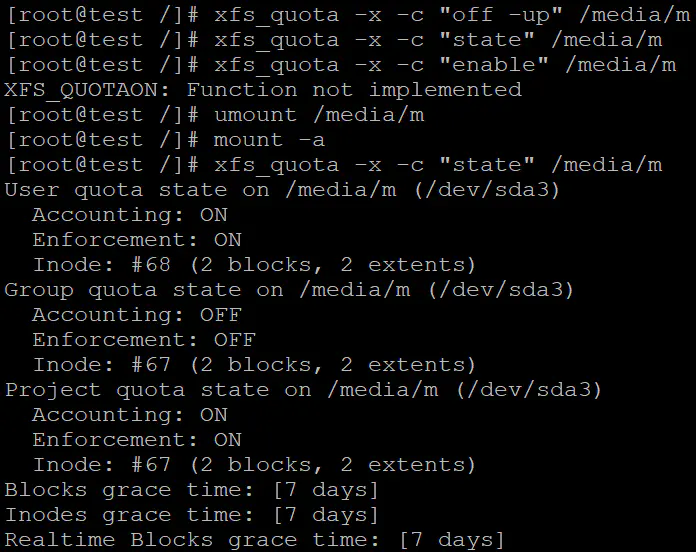 [root@test /]# xfs_quota -x -c "off -up" /media/m
[root@test /]# xfs_quota -x -c "state" /media/m
[root@test /]# xfs_quota -x -c "enable" /media/m
XFS_QUOTAON: Function not implemented
[root@test /]# umount /media/m
[root@test /]# mount -a
[root@test /]# xfs_quota -x -c "state" /media/m
User quota state on /media/m (/dev/sda3)
  Accounting: ON
  Enforcement: ON
  Inode: #68 (2 blocks, 2 extents)
Group quota state on /media/m (/dev/sda3)
  Accounting: OFF
  Enforcement: OFF
  Inode: #67 (2 blocks, 2 extents)
Project quota state on /media/m (/dev/sda3)
  Accounting: ON
  Enforcement: ON
  Inode: #67 (2 blocks, 2 extents)
Blocks grace time: [7 days]
Inodes grace time: [7 days]
Realtime Blocks grace time: [7 days]